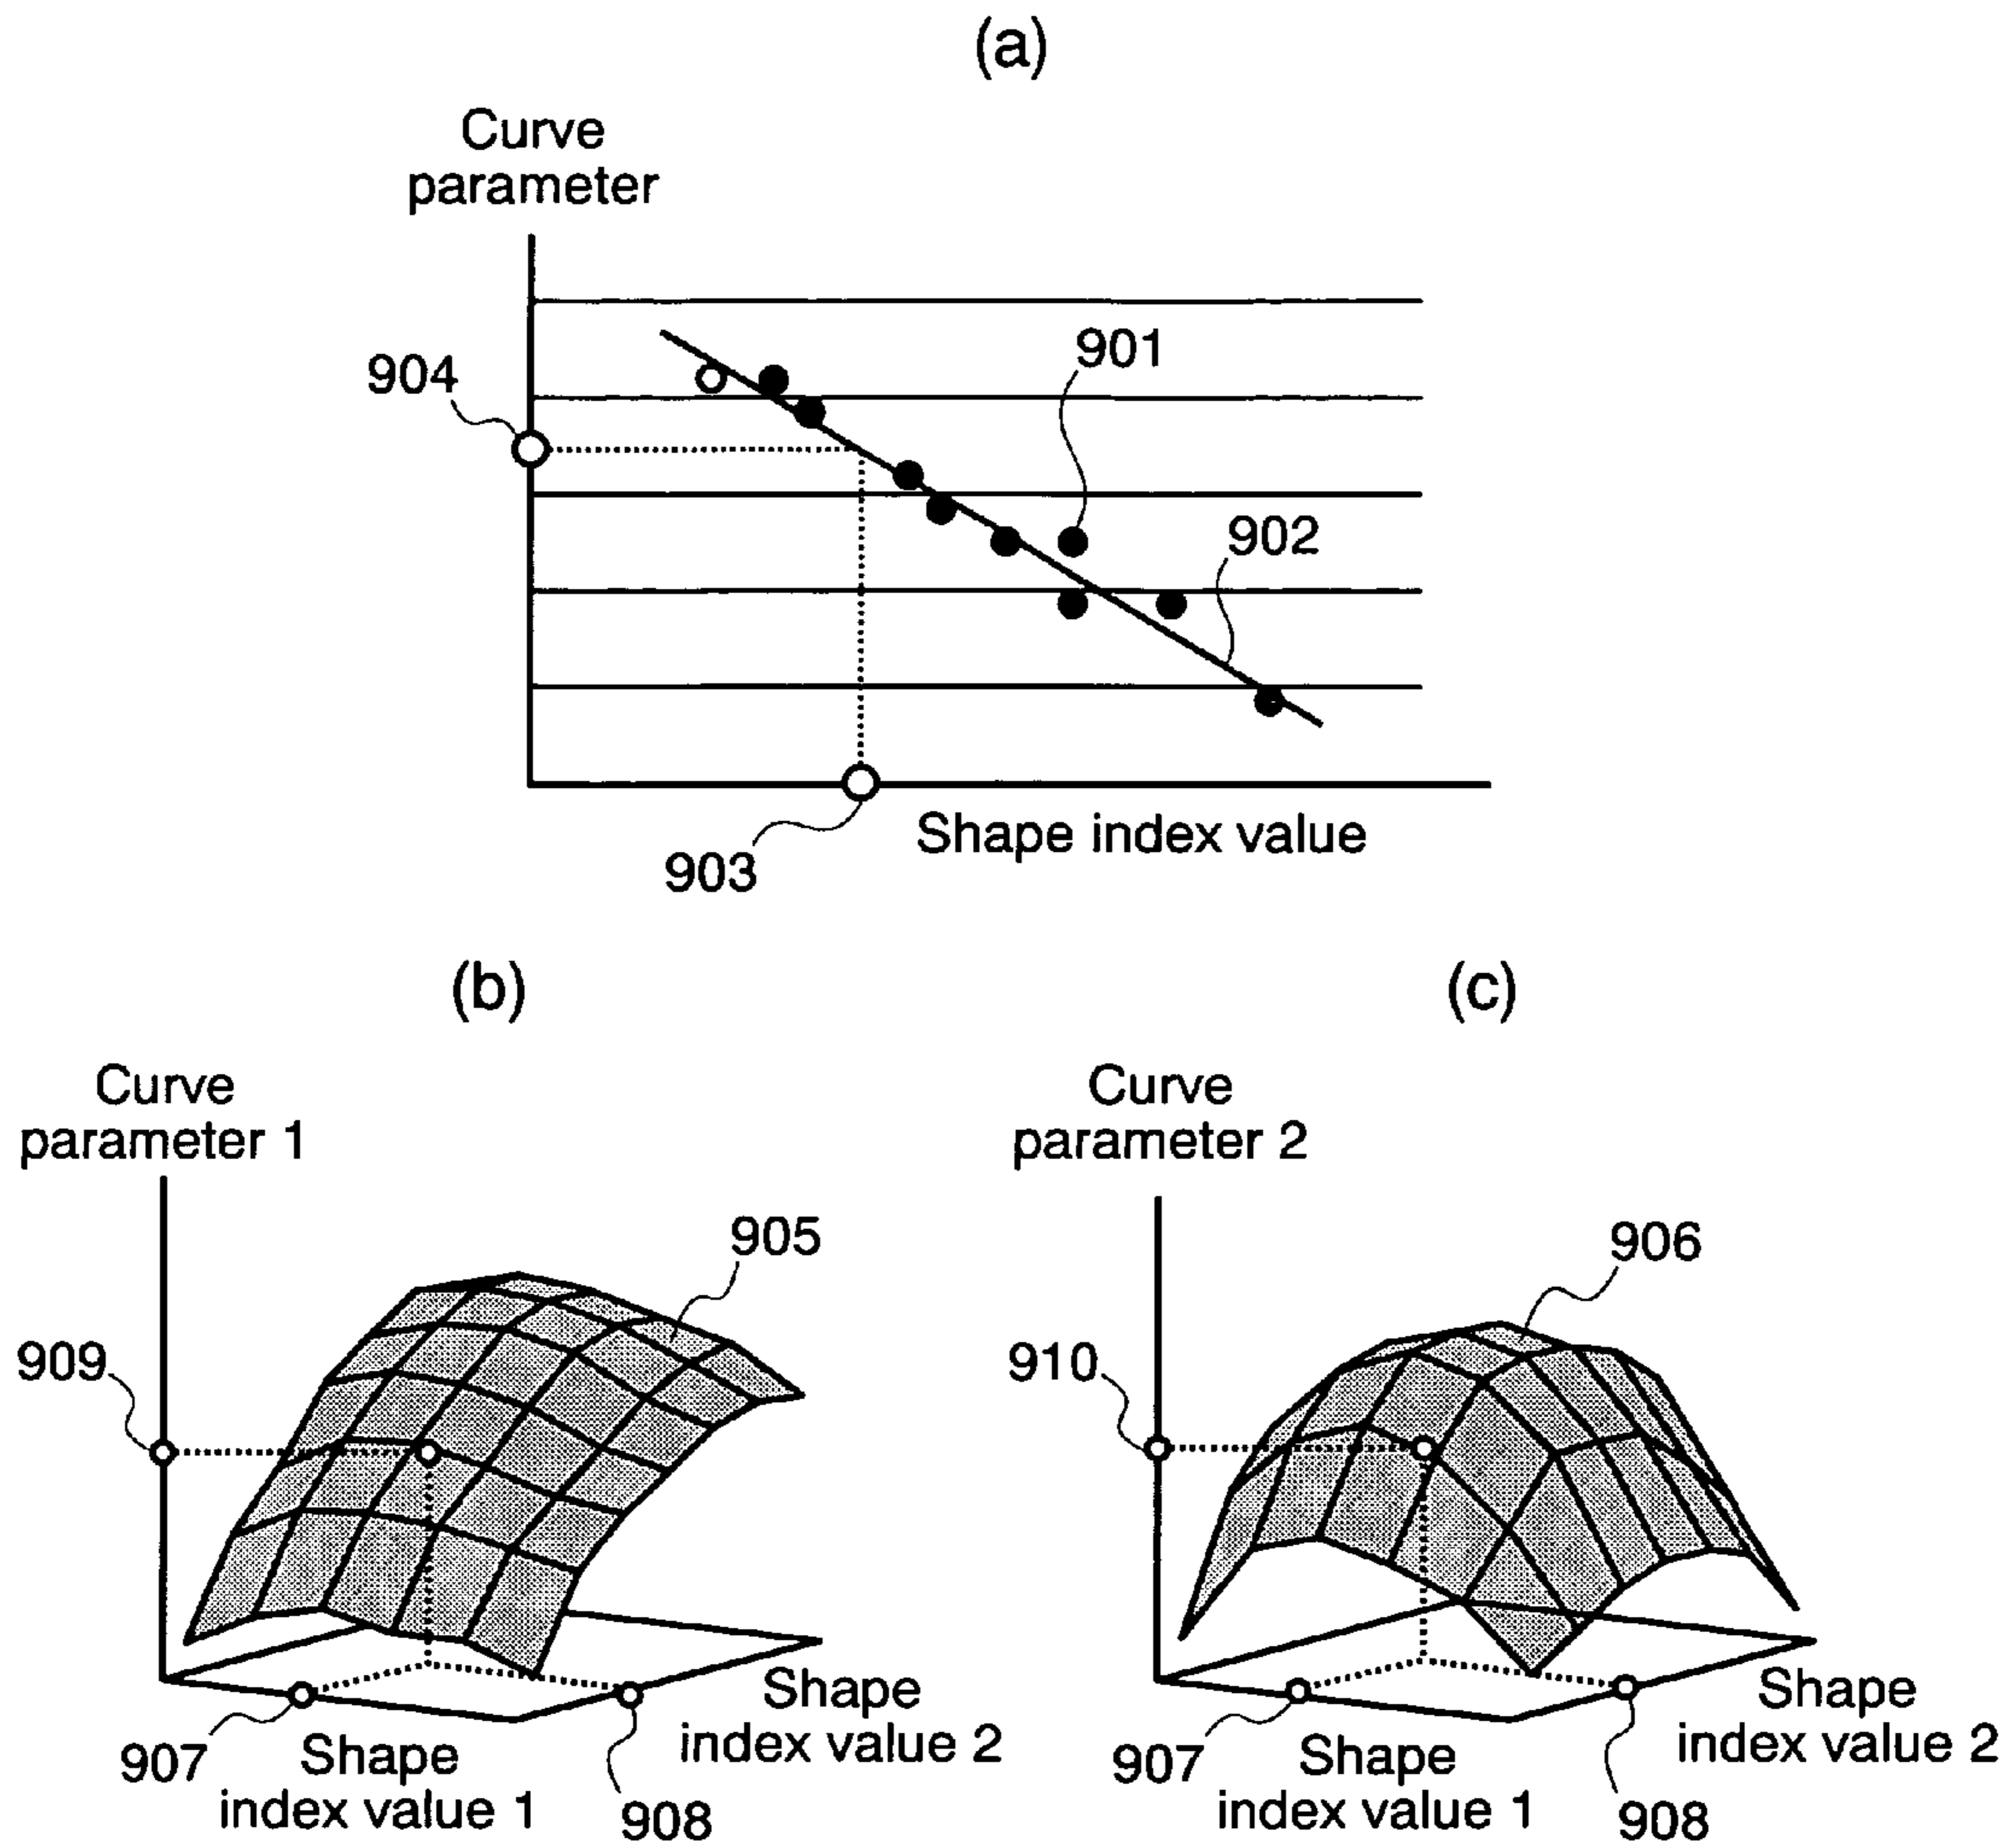 (a)
Curve
parameter
904
901
902
903
Shape index value
(b)
Curve
parameter 1
905
909
907
Shape
index value 1
908
Shape
index value 2
(c)
Curve
parameter 2
906
910
907
Shape
index value 1
908
Shape
index value 2